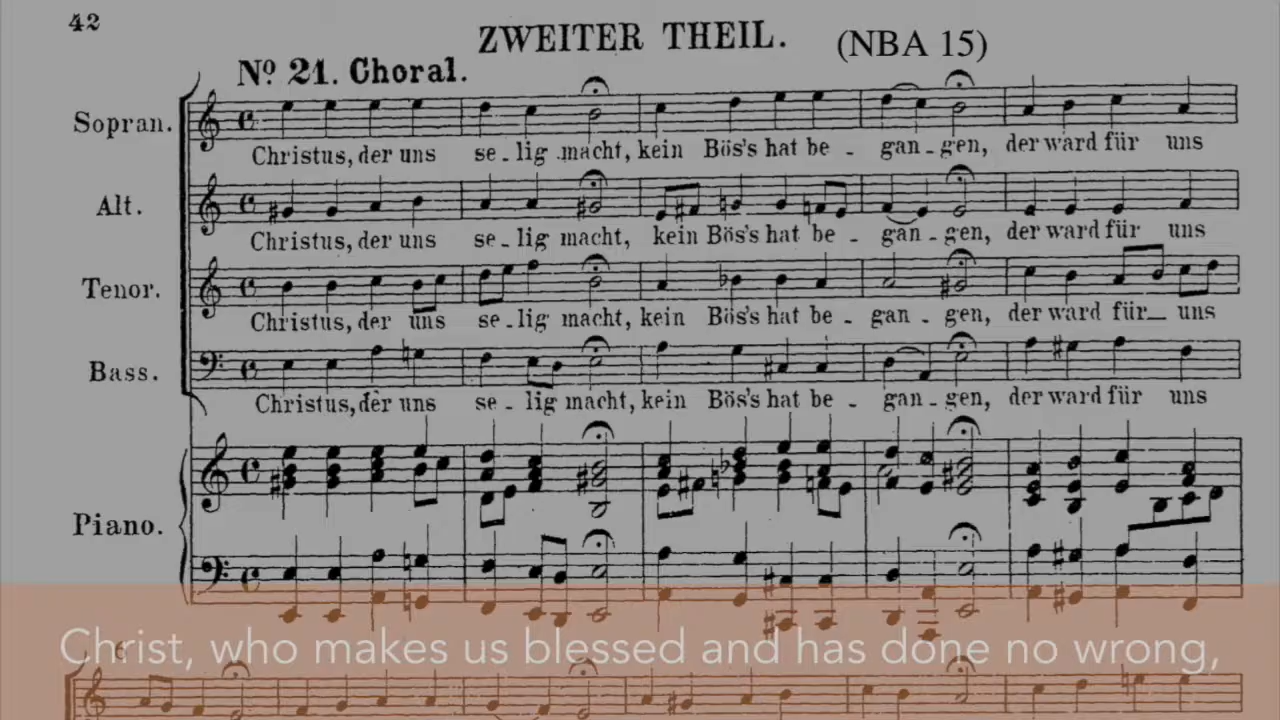 42
ZWEITER THEIL. (NBA 15)
Nº 21. Choral.
Sopran.
Christus, der uns se - lig macht, kein Bös's hat be - gan - gen, der ward für uns
Alt.
Christus, der uns se - lig macht, kein Bös's hat be - gan - gen, der ward für uns
Tenor.
Christus, der uns se - lig macht, kein Bös's hat be - gan - gen, der ward für uns
Bass.
Christus, der uns se - lig macht, kein Bös's hat be - gan - gen, der ward für uns
Piano.
Christ, who makes us blessed and has done no wrong,
6